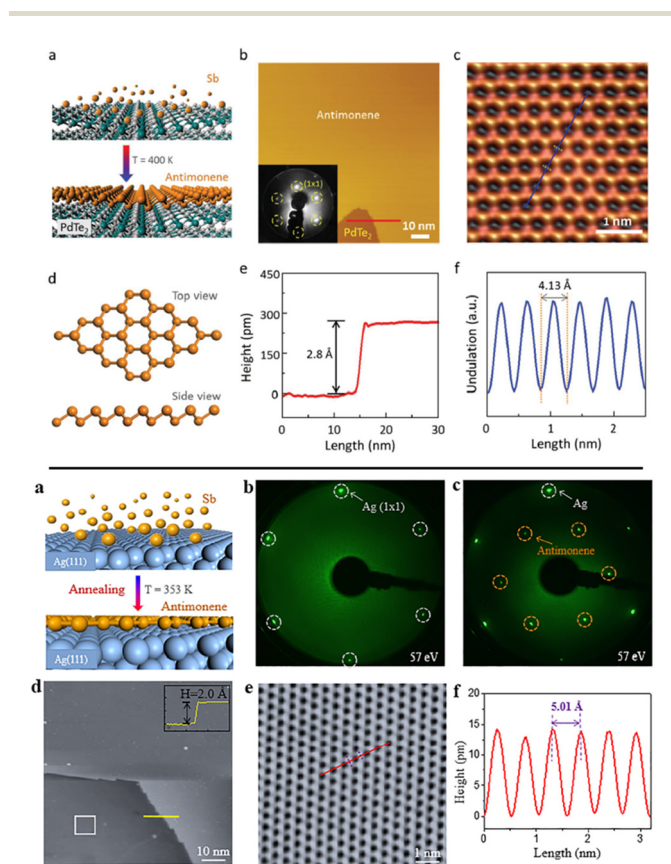 a
Sb
T = 400 K
Antimonene
PdTe2
b
Antimonene
(1x1)
PdTe2
10 nm
c
1 nm
d
Top view
Side view
e
450
300
150
0
Height (pm)
2.8 Å
0 10 20 30
Length (nm)
f
4.13 Å
Undulation (a.u.)
0 1 2
Length (nm)
a
Sb
Ag(111)
Annealing
T = 353 K
Antimonene
Ag(111)
b
Ag (1x1)
57 eV
c
Ag
Antimonene
57 eV
d
H=2.0 Å
10 nm
e
1 nm
f
5.01 Å
20
15
10
5
0
Height (pm)
0 1 2 3
Length (nm)